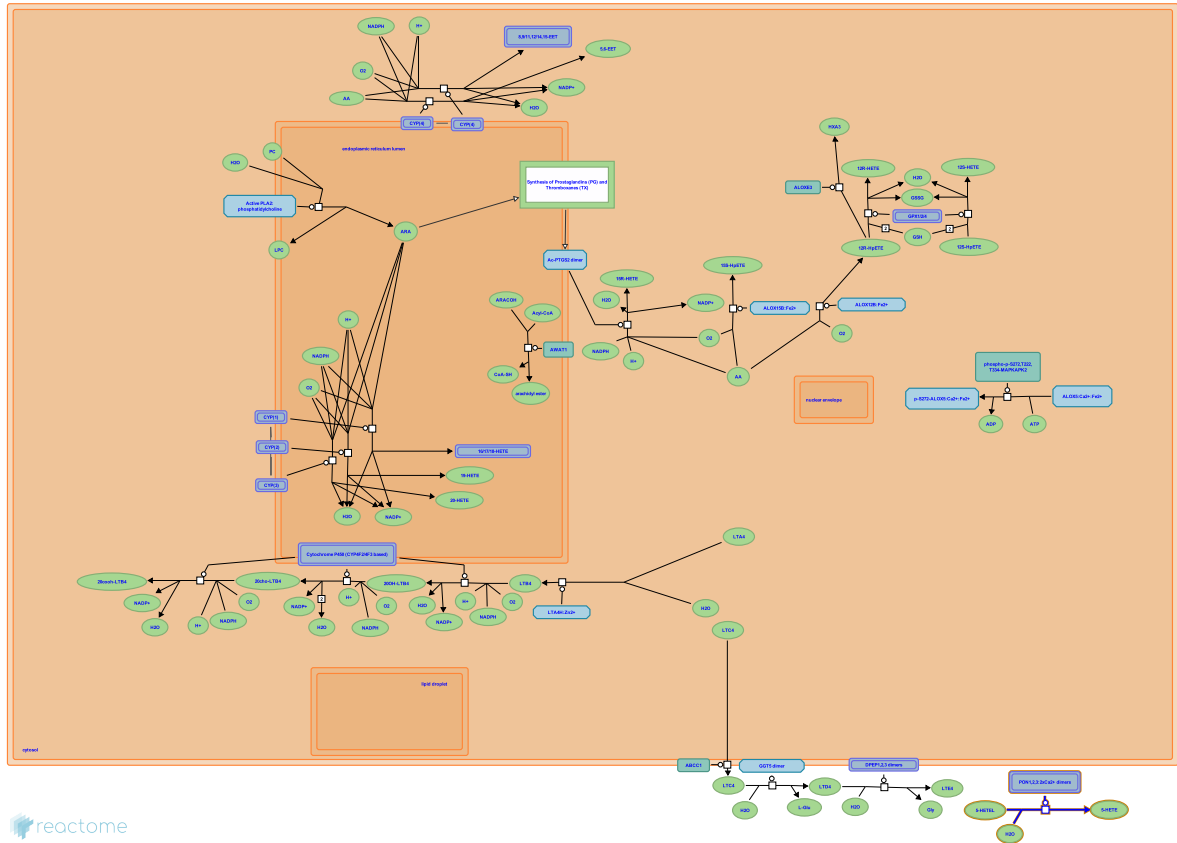 NADPH
H+
8,9/11,12/14,15-EET
5,6-EET
O2
AA
NADP+
H2O
CYP(4)
CYP(4)
endoplasmic reticulum lumen
PC
H2O
Active PLA2:
phosphatidylcholine
LPC
ARA
Synthesis of Prostaglandins (PG) and
Thromboxanes (TX)
HXA3
12R-HETE
H2O
12S-HETE
ALOXE3
GSSG
GPX1/2/4
2
GSH
2
12R-HpETE
12S-HpETE
Ac-PTGS2 dimer
15R-HETE
15S-HpETE
H2O
NADP+
ALOX15B:Fe2+
ALOX12B:Fe2+
NADPH
H+
O2
O2
AA
ARACOH
Acyl-CoA
AWAT1
CoA-SH
arachidyl ester
H+
NADPH
O2
CYP(1)
CYP(2)
CYP(3)
16/17/18-HETE
19-HETE
20-HETE
H2O
NADP+
nuclear envelope
phospho-p-S272,T222,
T334-MAPKAPK2
p-S272-ALOX5:Ca2+:Fe2+
ALOX5:Ca2+:Fe2+
ADP
ATP
Cytochrome P450 (CYP4F2/4F3 based)
20cooh-LTB4
NADP+
H2O
H+
NADPH
O2
20cho-LTB4
NADP+
2
H2O
H+
NADPH
O2
20OH-LTB4
H2O
NADP+
H+
NADPH
O2
LTB4
LTA4H:Zn2+
LTA4
H2O
LTC4
lipid droplet
cytosol
ABCC1
GGT5 dimer
DPEP1,2,3 dimers
LTC4
H2O
L-Glu
LTD4
H2O
Gly
LTE4
PON1,2,3:2xCa2+ dimers
5-HETEL
H2O
5-HETE
reactome